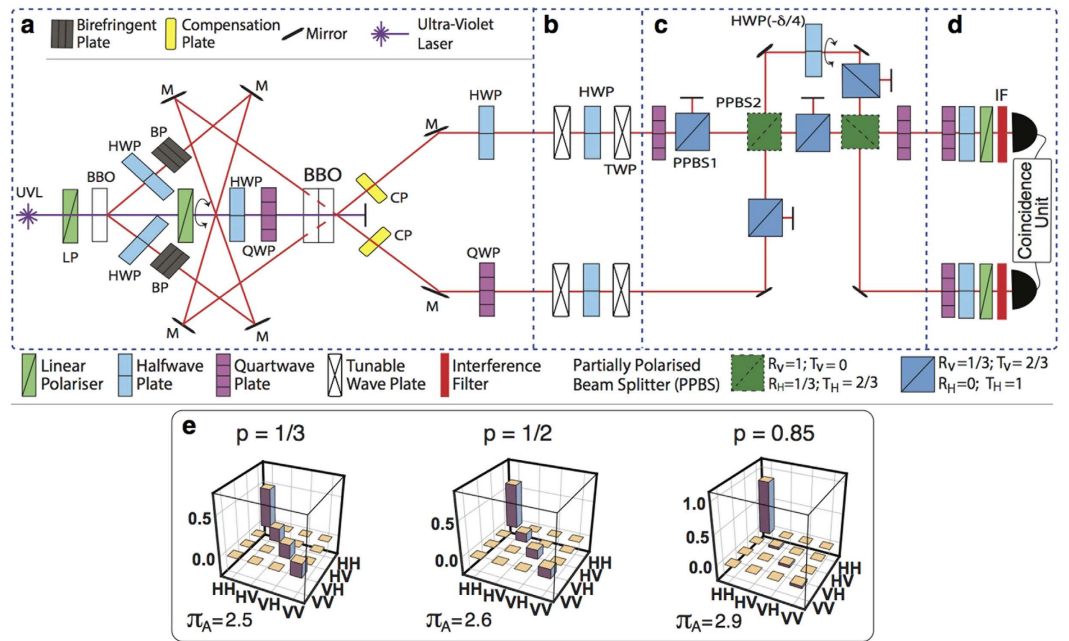 a
Birefringent
Plate
Compensation
Plate
Mirror
Ultra-Violet
Laser
b
c
HWP(-δ/4)
d
M
M
HWP
BP
UVL
BBO
LP
HWP
BP
HWP
QWP
BBO
CP
CP
M
M
M
M
HWP
QWP
HWP
TWP
PPBS1
PPBS2
IF
Coincidence
Unit
Linear
Polariser
Halfwave
Plate
Quartwave
Plate
Tunable
Wave Plate
Interference
Filter
Partially Polarised
Beam Splitter (PPBS)
R_V=1; T_V=0
R_H=1/3; T_H = 2/3
R_V=1/3; T_V=2/3
R_H=0; T_H=1
e
p = 1/3
0.5
0.0
HH
HV
VH
VV
HH
HV
VH
VV
π_A=2.5
p = 1/2
0.5
0.0
HH
HV
VH
VV
HH
HV
VH
VV
π_A=2.6
p = 0.85
1.0
0.5
0.0
HH
HV
VH
VV
HH
HV
VH
VV
π_A=2.9